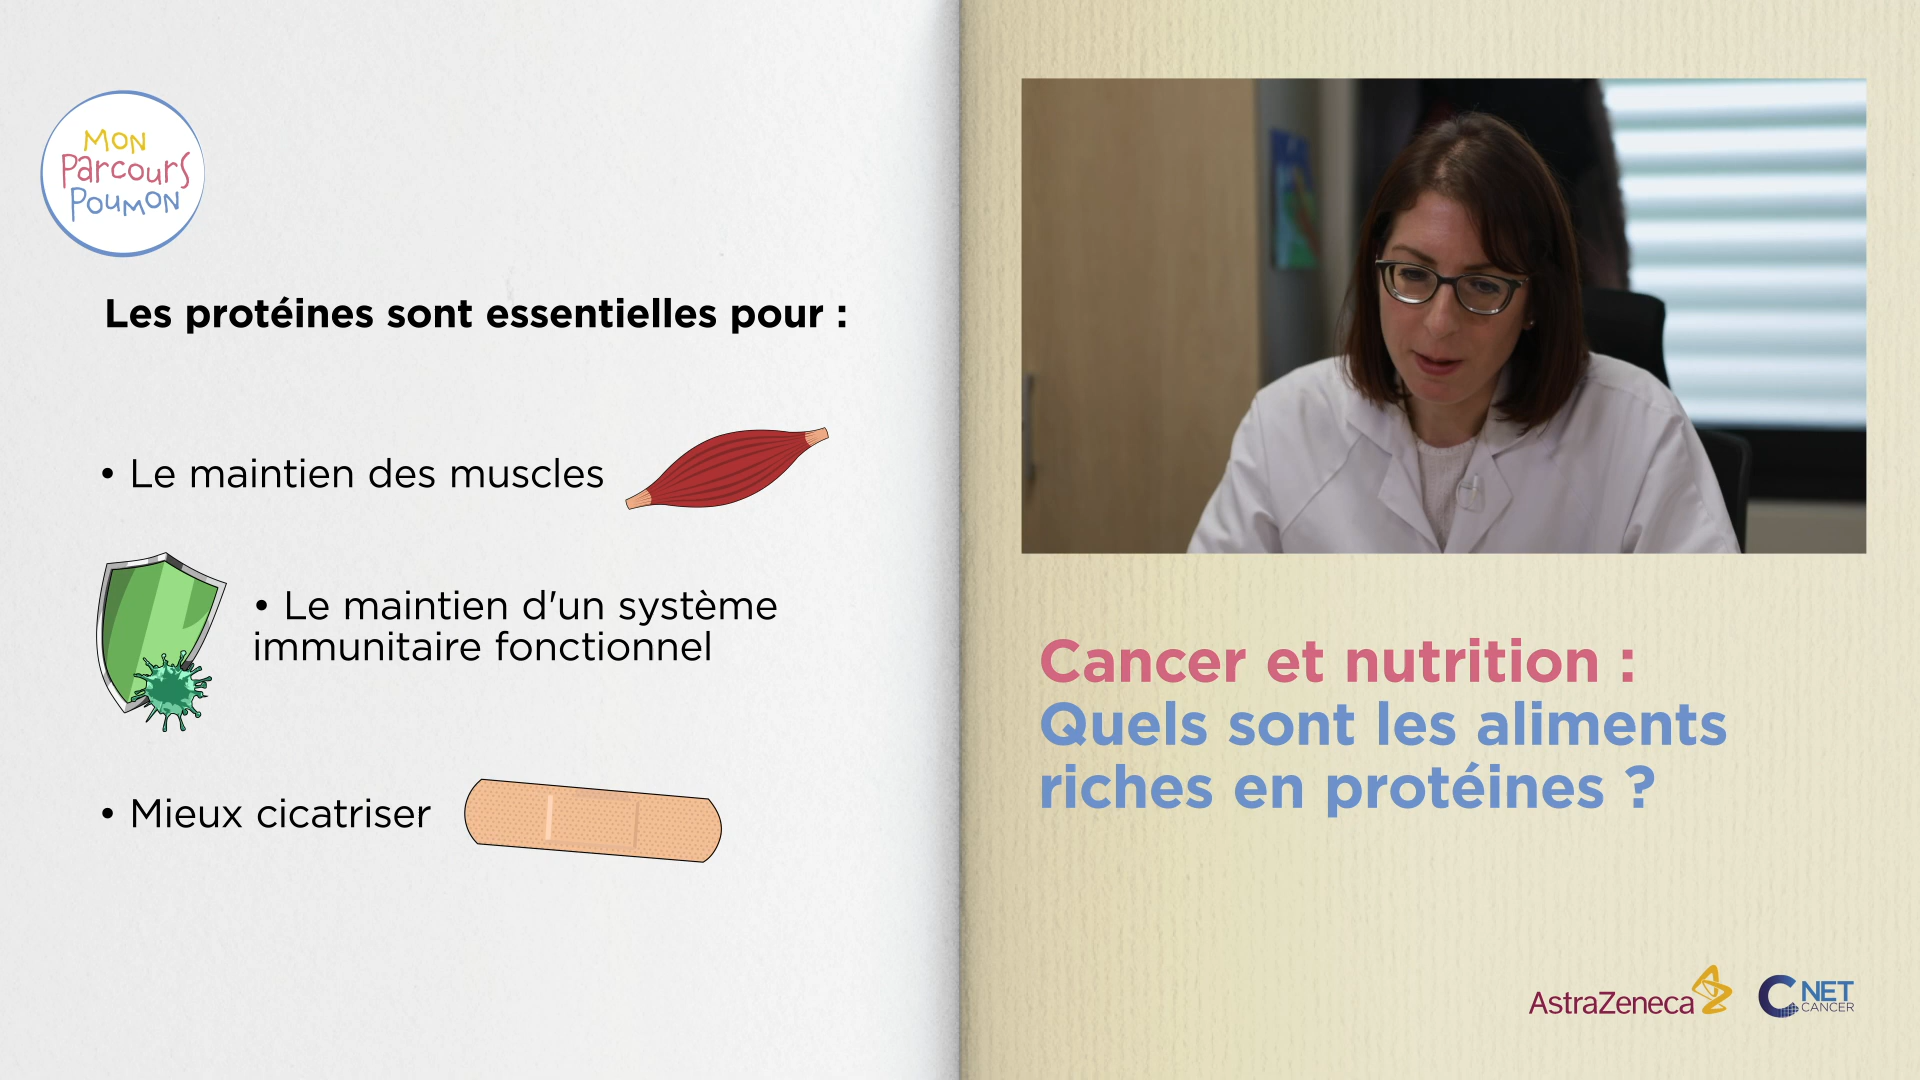 MON
Parcours
Poumon
Les protéines sont essentielles pour :
• Le maintien des muscles
• Le maintien d'un système
immunitaire fonctionnel
• Mieux cicatriser
Cancer et nutrition :
Quels sont les aliments
riches en protéines ?
AstraZeneca
C NET
CANCER